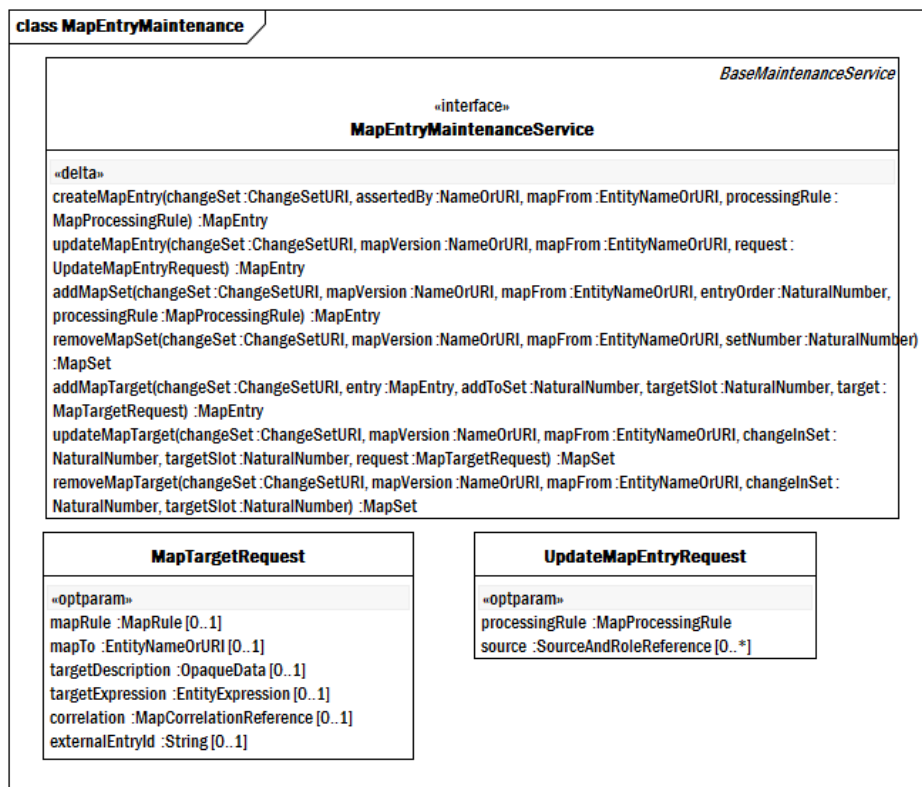 class MapEntryMaintenance
BaseMaintenanceService
«interface»
MapEntryMaintenanceService
«delta»
createMapEntry(changeSet :ChangeSetURI, assertedBy :NameOrURI, mapFrom :EntityNameOrURI, processingRule :
MapProcessingRule) :MapEntry
updateMapEntry(changeSet :ChangeSetURI, mapVersion :NameOrURI, mapFrom :EntityNameOrURI, request :
UpdateMapEntryRequest) :MapEntry
addMapSet(changeSet :ChangeSetURI, mapVersion :NameOrURI, mapFrom :EntityNameOrURI, entryOrder :NaturalNumber,
processingRule :MapProcessingRule) :MapEntry
removeMapSet(changeSet :ChangeSetURI, mapVersion :NameOrURI, mapFrom :EntityNameOrURI, setNumber :NaturalNumber)
:MapSet
addMapTarget(changeSet :ChangeSetURI, entry :MapEntry, addToSet :NaturalNumber, targetSlot :NaturalNumber, target :
MapTargetRequest) :MapEntry
updateMapTarget(changeSet :ChangeSetURI, mapVersion :NameOrURI, mapFrom :EntityNameOrURI, changeInSet :
NaturalNumber, targetSlot :NaturalNumber, request :MapTargetRequest) :MapSet
removeMapTarget(changeSet :ChangeSetURI, mapVersion :NameOrURI, mapFrom :EntityNameOrURI, changeInSet :
NaturalNumber, targetSlot :NaturalNumber) :MapSet
MapTargetRequest
«optparam»
mapRule :MapRule [0..1]
mapTo :EntityNameOrURI [0..1]
targetDescription :OpaqueData [0..1]
targetExpression :EntityExpression [0..1]
correlation :MapCorrelationReference [0..1]
externalEntryId :String [0..1]
UpdateMapEntryRequest
«optparam»
processingRule :MapProcessingRule
source :SourceAndRoleReference [0..*]